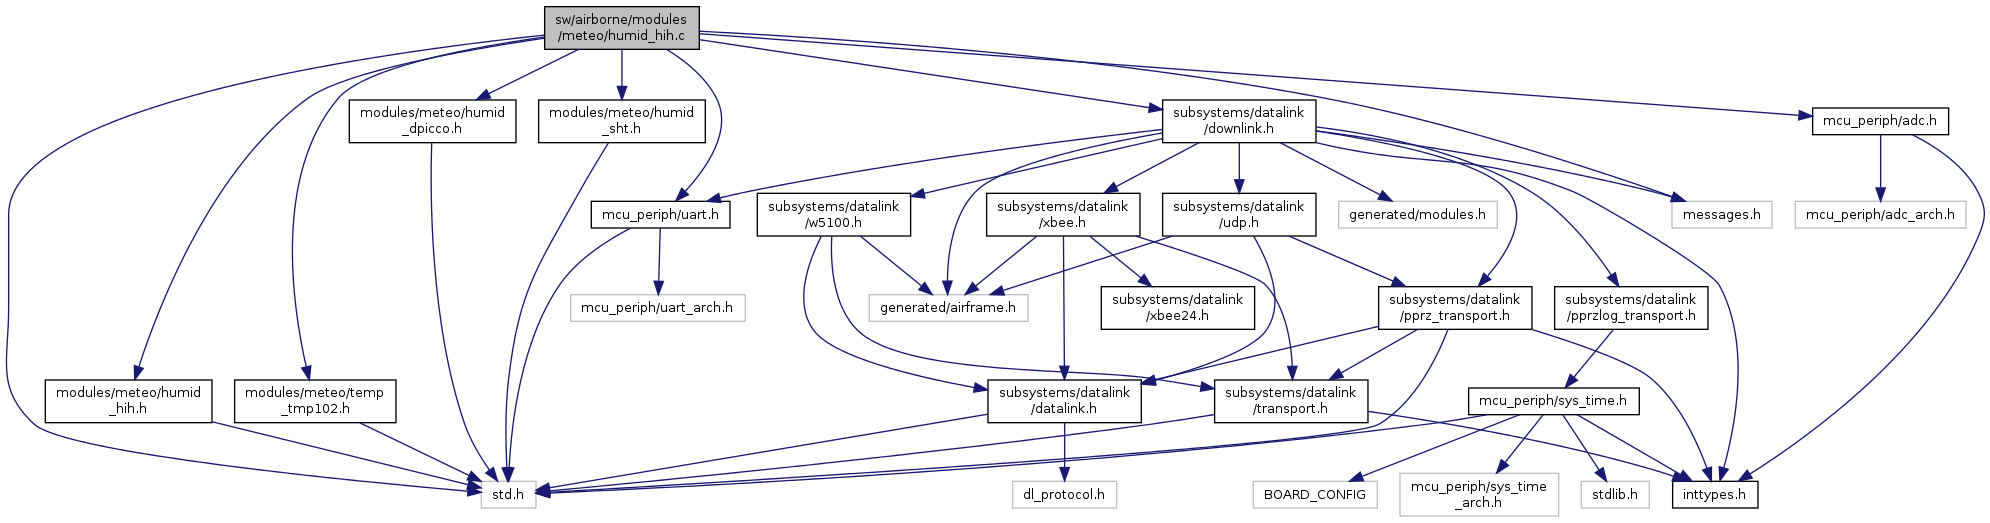 sw/airborne/modules
/meteo/humid_hih.c
modules/meteo/humid
_dpicco.h
modules/meteo/humid
_sht.h
subsystems/datalink
/downlink.h
mcu_periph/adc.h
mcu_periph/uart.h
subsystems/datalink
/w5100.h
subsystems/datalink
/xbee.h
subsystems/datalink
/udp.h
generated/modules.h
messages.h
mcu_periph/adc_arch.h
mcu_periph/uart_arch.h
generated/airframe.h
subsystems/datalink
/xbee24.h
subsystems/datalink
/pprz_transport.h
subsystems/datalink
/pprzlog_transport.h
modules/meteo/humid
_hih.h
modules/meteo/temp
_tmp102.h
subsystems/datalink
/datalink.h
subsystems/datalink
/transport.h
mcu_periph/sys_time.h
std.h
dl_protocol.h
BOARD_CONFIG
mcu_periph/sys_time
_arch.h
stdlib.h
inttypes.h